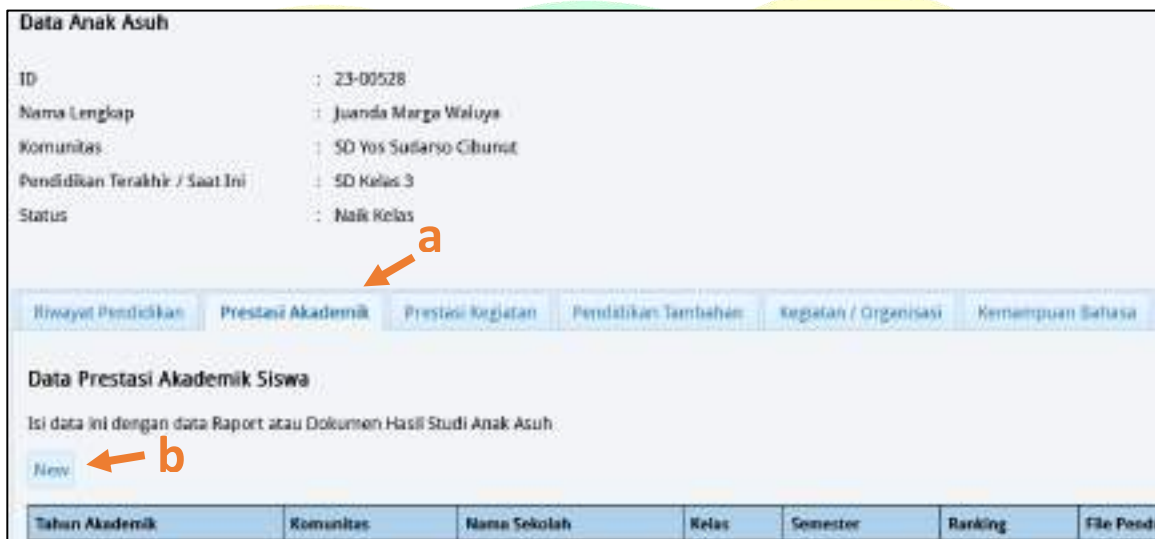 Data Anak Asuh
ID : 23-00528
Nama Lengkap : Juanda Marga Waluya
Komunitas : SD Yos Sudarso Cibunut
Pendidikan Terakhir / Saat Ini : SD Kelas 3
Status : Naik Kelas
a
Riwayat Pendidikan Prestasi Akademik Prestasi Kegiatan Pendidikan Tambahan Kegiatan / Organisasi Kemampuan Bahasa
Data Prestasi Akademik Siswa
Isi data ini dengan data Raport atau Dokumen Hasil Studi Anak Asuh
New b
Tahun Akademik Komunitas Nama Sekolah Kelas Semester Ranking File Pend